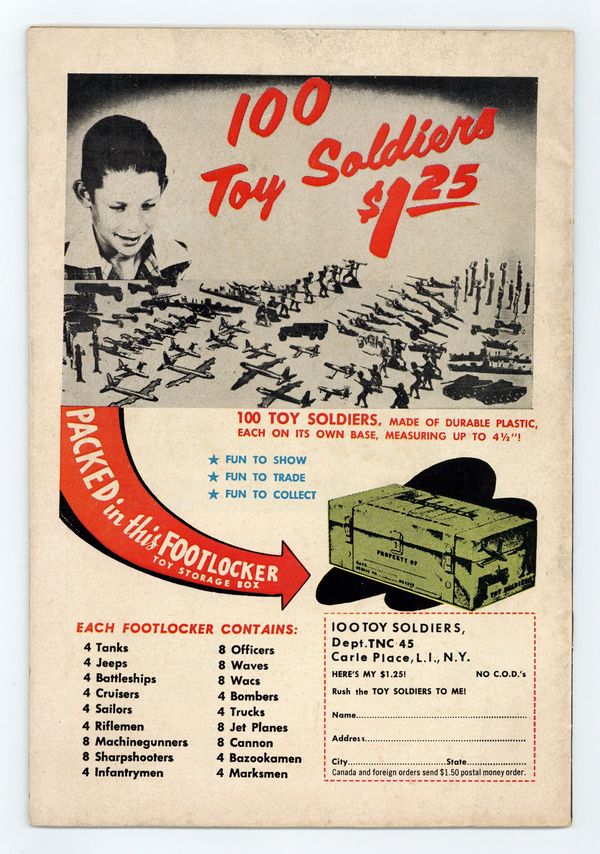 100
Toy Soldiers
$1.25
100 TOY SOLDIERS, MADE OF DURABLE PLASTIC,
EACH ON ITS OWN BASE, MEASURING UP TO 4½"!
★ FUN TO SHOW
★ FUN TO TRADE
★ FUN TO COLLECT
PACKED in this FOOTLOCKER
TOY STORAGE BOX
PROPERTY OF
EACH FOOTLOCKER CONTAINS:
4 Tanks
4 Jeeps
4 Battleships
4 Cruisers
4 Sailors
4 Riflemen
8 Machinegunners
8 Sharpshooters
4 Infantrymen
8 Officers
8 Waves
8 Wacs
4 Bombers
4 Trucks
8 Jet Planes
8 Cannon
4 Bazookamen
4 Marksmen
100 TOY SOLDIERS,
Dept. TNC 45
Carle Place, L.I., N.Y.
HERE'S MY $1.25! NO C.O.D.'s
Rush the TOY SOLDIERS TO ME!
Name
Address
City State
Canada and foreign orders send $1.50 postal money order.